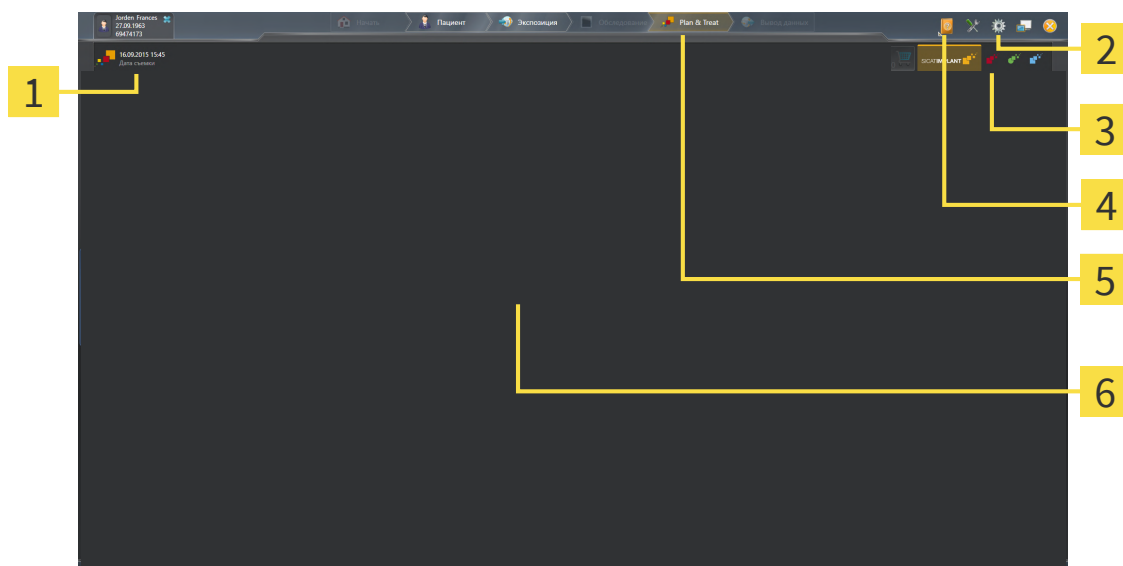 Jorden Frances
27.09.1963
69474173
Начать
Пациент
Экспозиция
Обследование
Plan & Treat
Вывод данных
16.09.2015 15:45
Дата съемки
SICAT IMPLANT
1
2
3
4
5
6